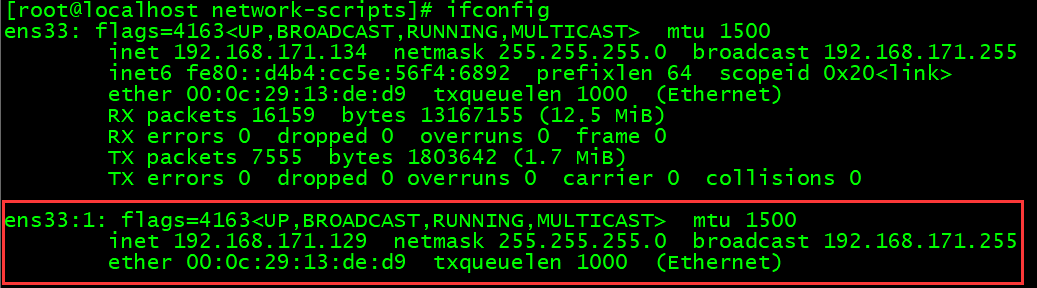 [root@localhost network-scripts]# ifconfig
ens33: flags=4163<UP,BROADCAST,RUNNING,MULTICAST>  mtu 1500
        inet 192.168.171.134  netmask 255.255.255.0  broadcast 192.168.171.255
        inet6 fe80::d4b4:cc5e:56f4:6892  prefixlen 64  scopeid 0x20<link>
        ether 00:0c:29:13:de:d9  txqueuelen 1000  (Ethernet)
        RX packets 16159  bytes 13167155 (12.5 MiB)
        RX errors 0  dropped 0  overruns 0  frame 0
        TX packets 7555  bytes 1803642 (1.7 MiB)
        TX errors 0  dropped 0 overruns 0  carrier 0  collisions 0
ens33:1: flags=4163<UP,BROADCAST,RUNNING,MULTICAST>  mtu 1500
        inet 192.168.171.129  netmask 255.255.255.0  broadcast 192.168.171.255
        ether 00:0c:29:13:de:d9  txqueuelen 1000  (Ethernet)